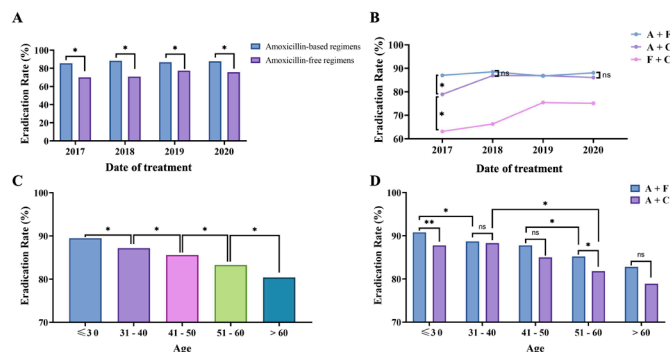 A
Amoxicillin-based regimens
Amoxicillin-free regimens
Eradication Rate (%)
100
80
60
40
20
0
*
*
*
*
2017
2018
2019
2020
Date of treatment
B
A + F
A + C
F + C
Eradication Rate (%)
100
90
80
70
60
*
*
ns
ns
2017
2018
2019
2020
Date of treatment
C
Eradication Rate (%)
100
90
80
70
*
*
*
*
≤30
31 - 40
41 - 50
51 - 60
> 60
Age
D
A + F
A + C
Eradication Rate (%)
100
90
80
70
*
**
ns
*
ns
*
*
ns
≤30
31 - 40
41 - 50
51 - 60
> 60
Age